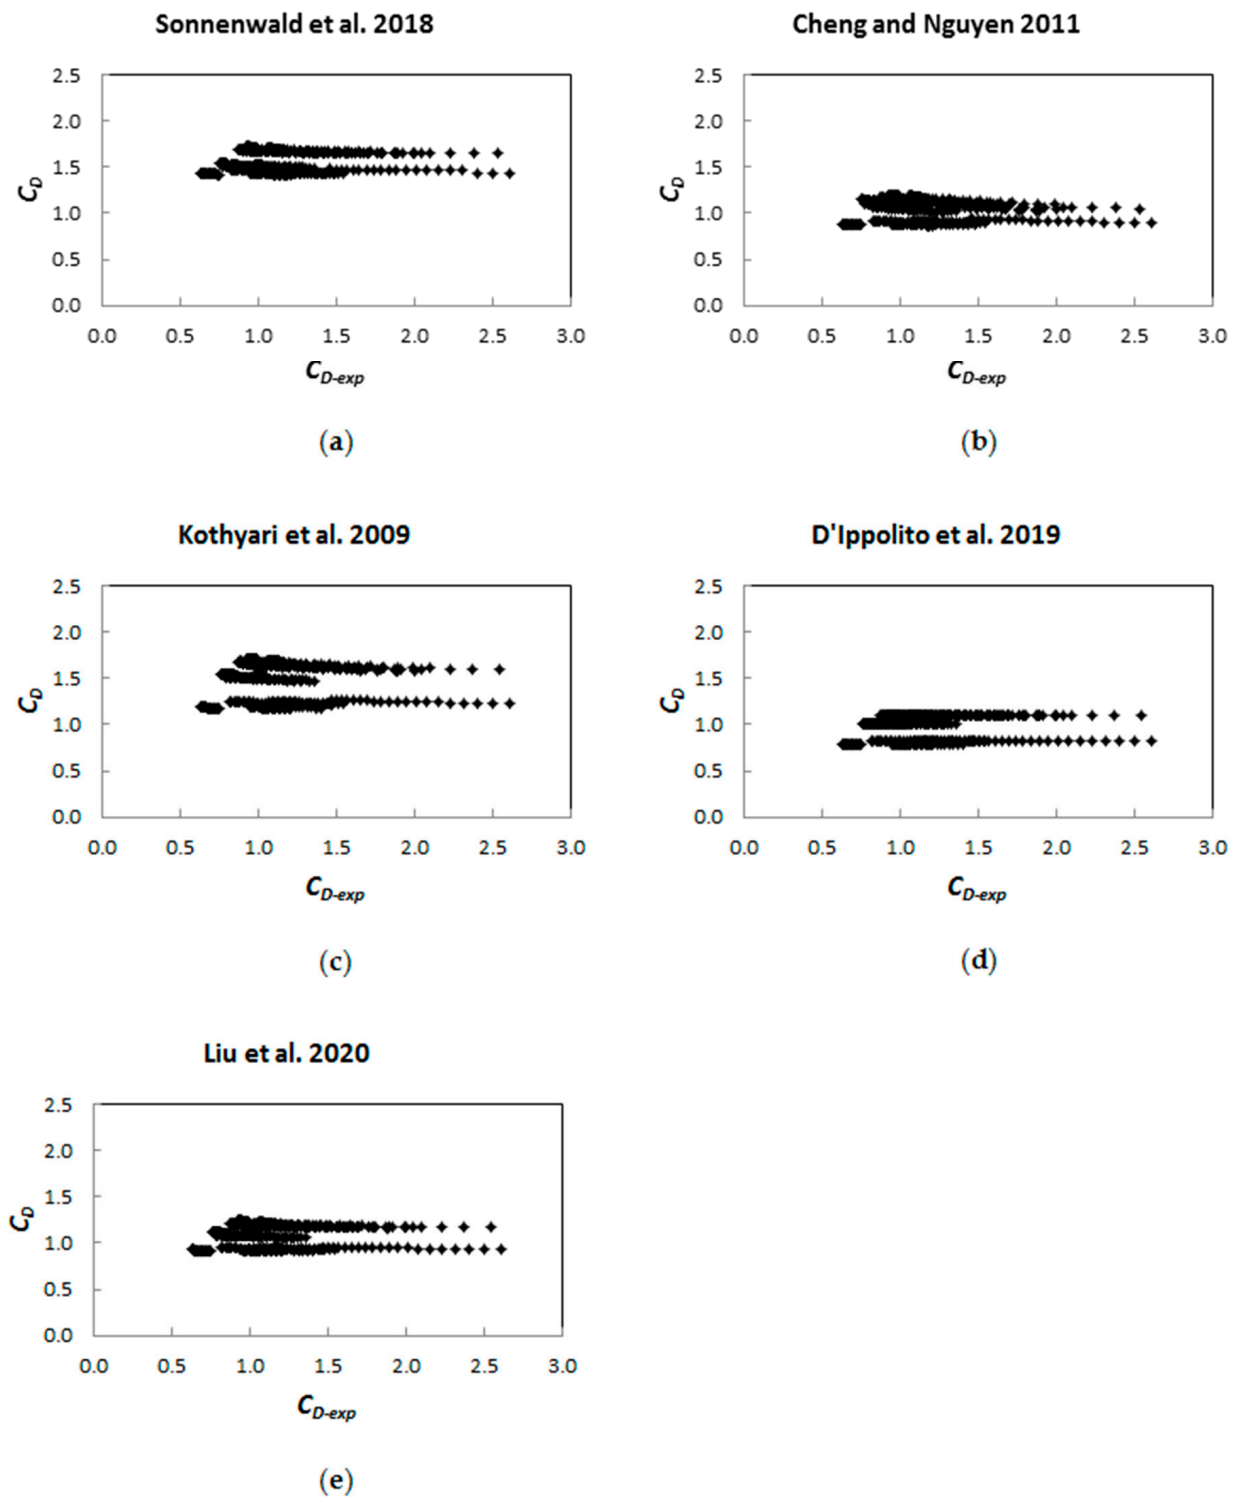 Sonnenwald et al. 2018
2.5
2.0
1.5
1.0
0.5
0.0
C_D
0.0 0.5 1.0 1.5 2.0 2.5 3.0
C_D-exp
(a)
Cheng and Nguyen 2011
2.5
2.0
1.5
1.0
0.5
0.0
C_D
0.0 0.5 1.0 1.5 2.0 2.5 3.0
C_D-exp
(b)
Kothyari et al. 2009
2.5
2.0
1.5
1.0
0.5
0.0
C_D
0.0 0.5 1.0 1.5 2.0 2.5 3.0
C_D-exp
(c)
D'Ippolito et al. 2019
2.5
2.0
1.5
1.0
0.5
0.0
C_D
0.0 0.5 1.0 1.5 2.0 2.5 3.0
C_D-exp
(d)
Liu et al. 2020
2.5
2.0
1.5
1.0
0.5
0.0
C_D
0.0 0.5 1.0 1.5 2.0 2.5 3.0
C_D-exp
(e)